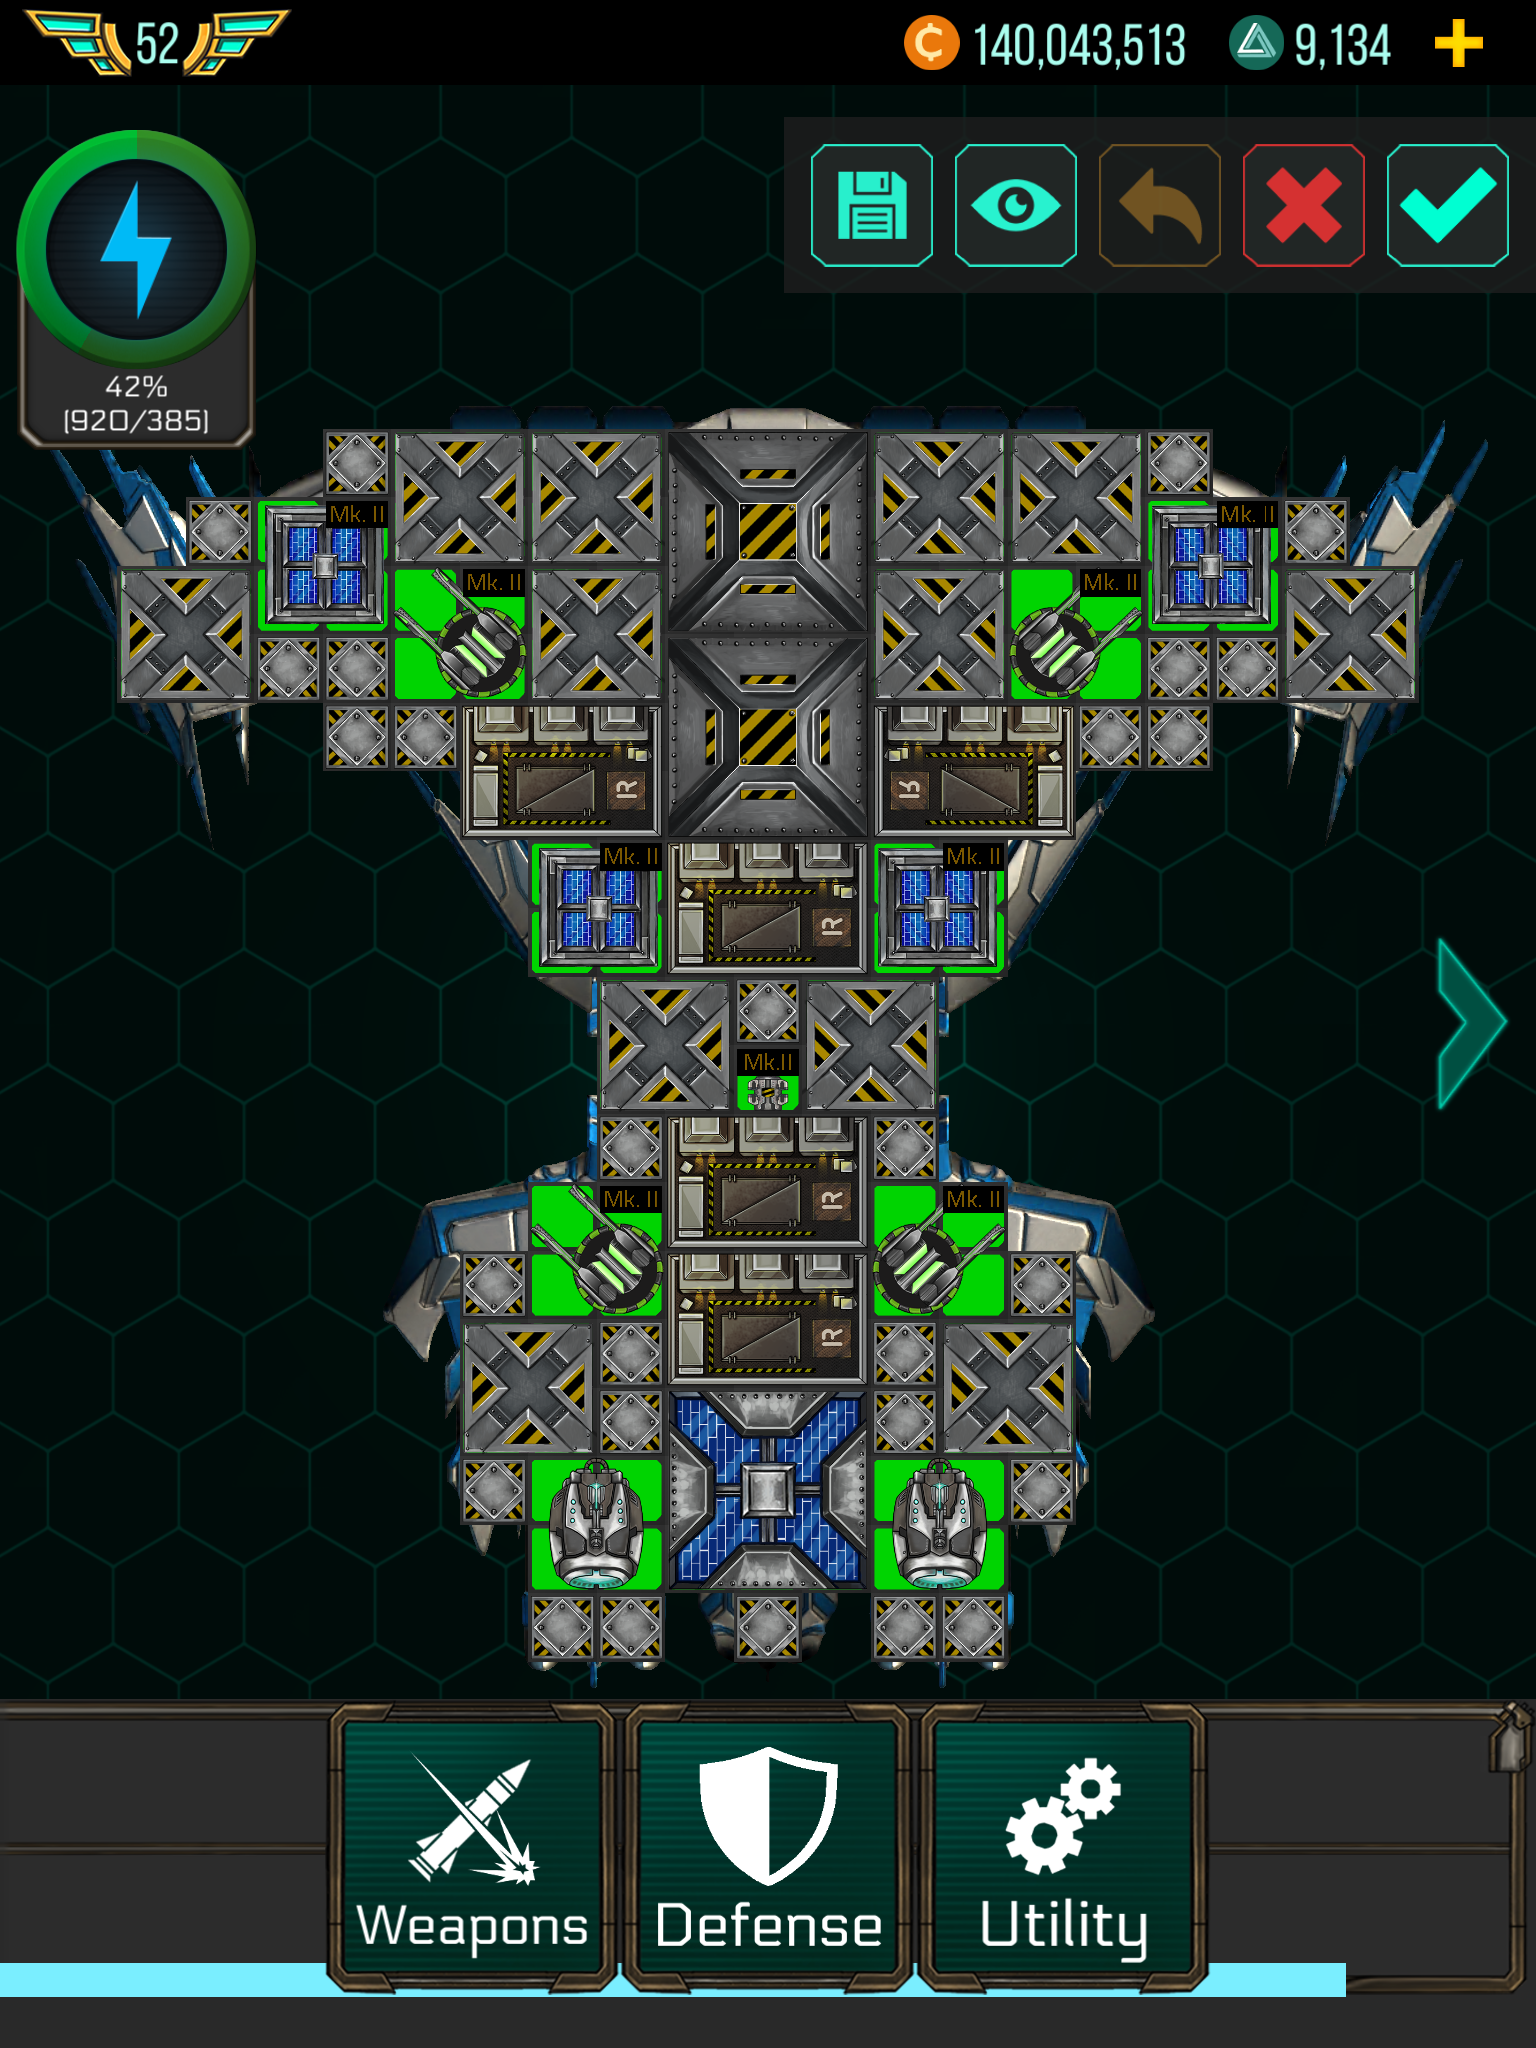 52
140,043,513
9,134
42%
(920/385)
Mk. II
Mk. II
Mk. II
Mk. II
R
R
Mk. II
Mk. II
R
Mk.II
R
Mk. II
Mk. II
R
Weapons
Defense
Utility